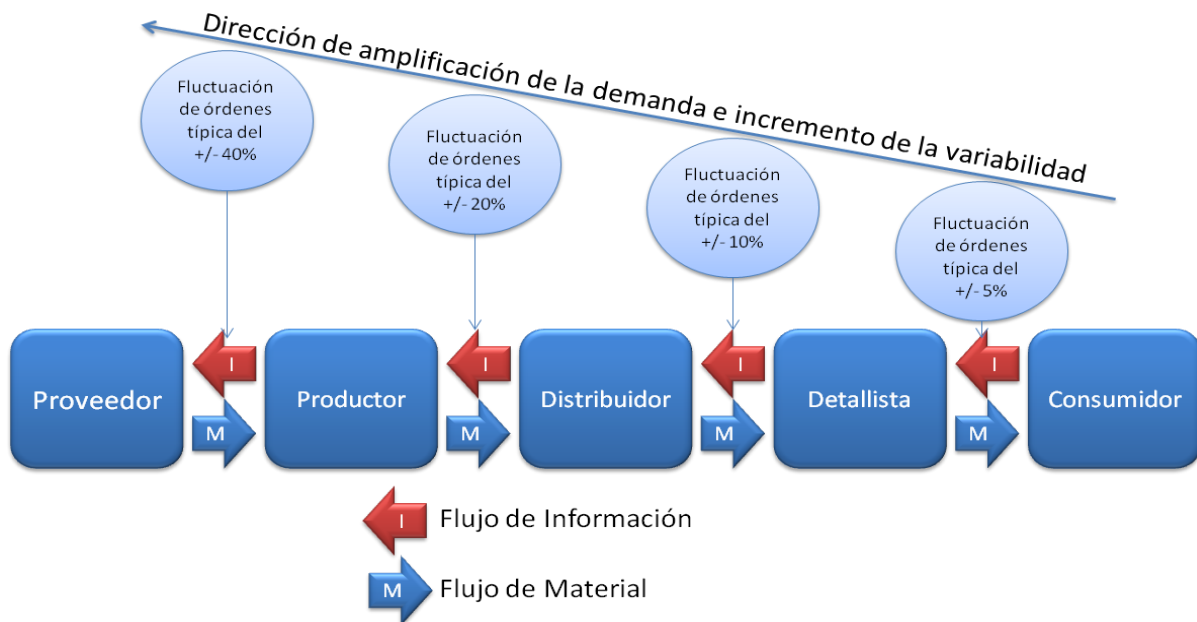 Dirección de amplificación de la demanda e incremento de la variabilidad
Fluctuación
de órdenes
típica del
+/- 40%
Fluctuación
de órdenes
típica del
+/- 20%
Fluctuación
de órdenes
típica del
+/- 10%
Fluctuación
de órdenes
típica del
+/- 5%
Proveedor
I
M
Productor
I
M
Distribuidor
I
M
Detallista
I
M
Consumidor
I
Flujo de Información
M
Flujo de Material